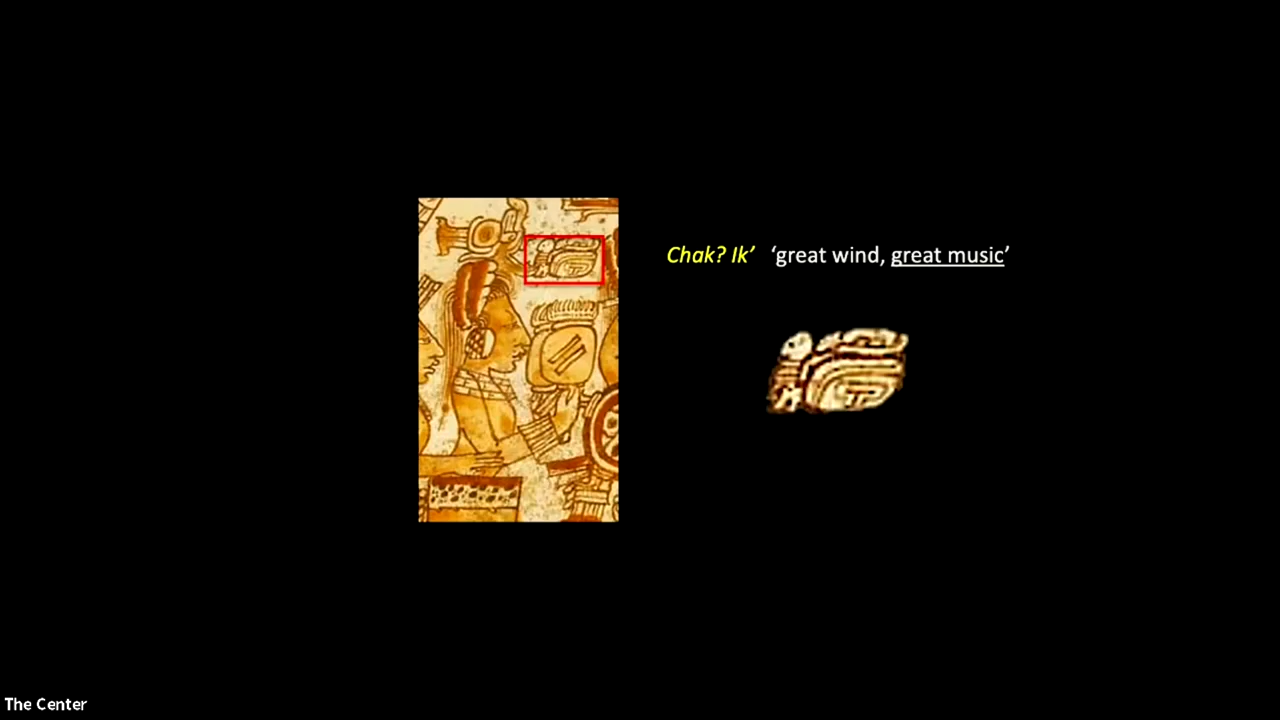 Chak? Ik’ ‘great wind, great music’
The Center